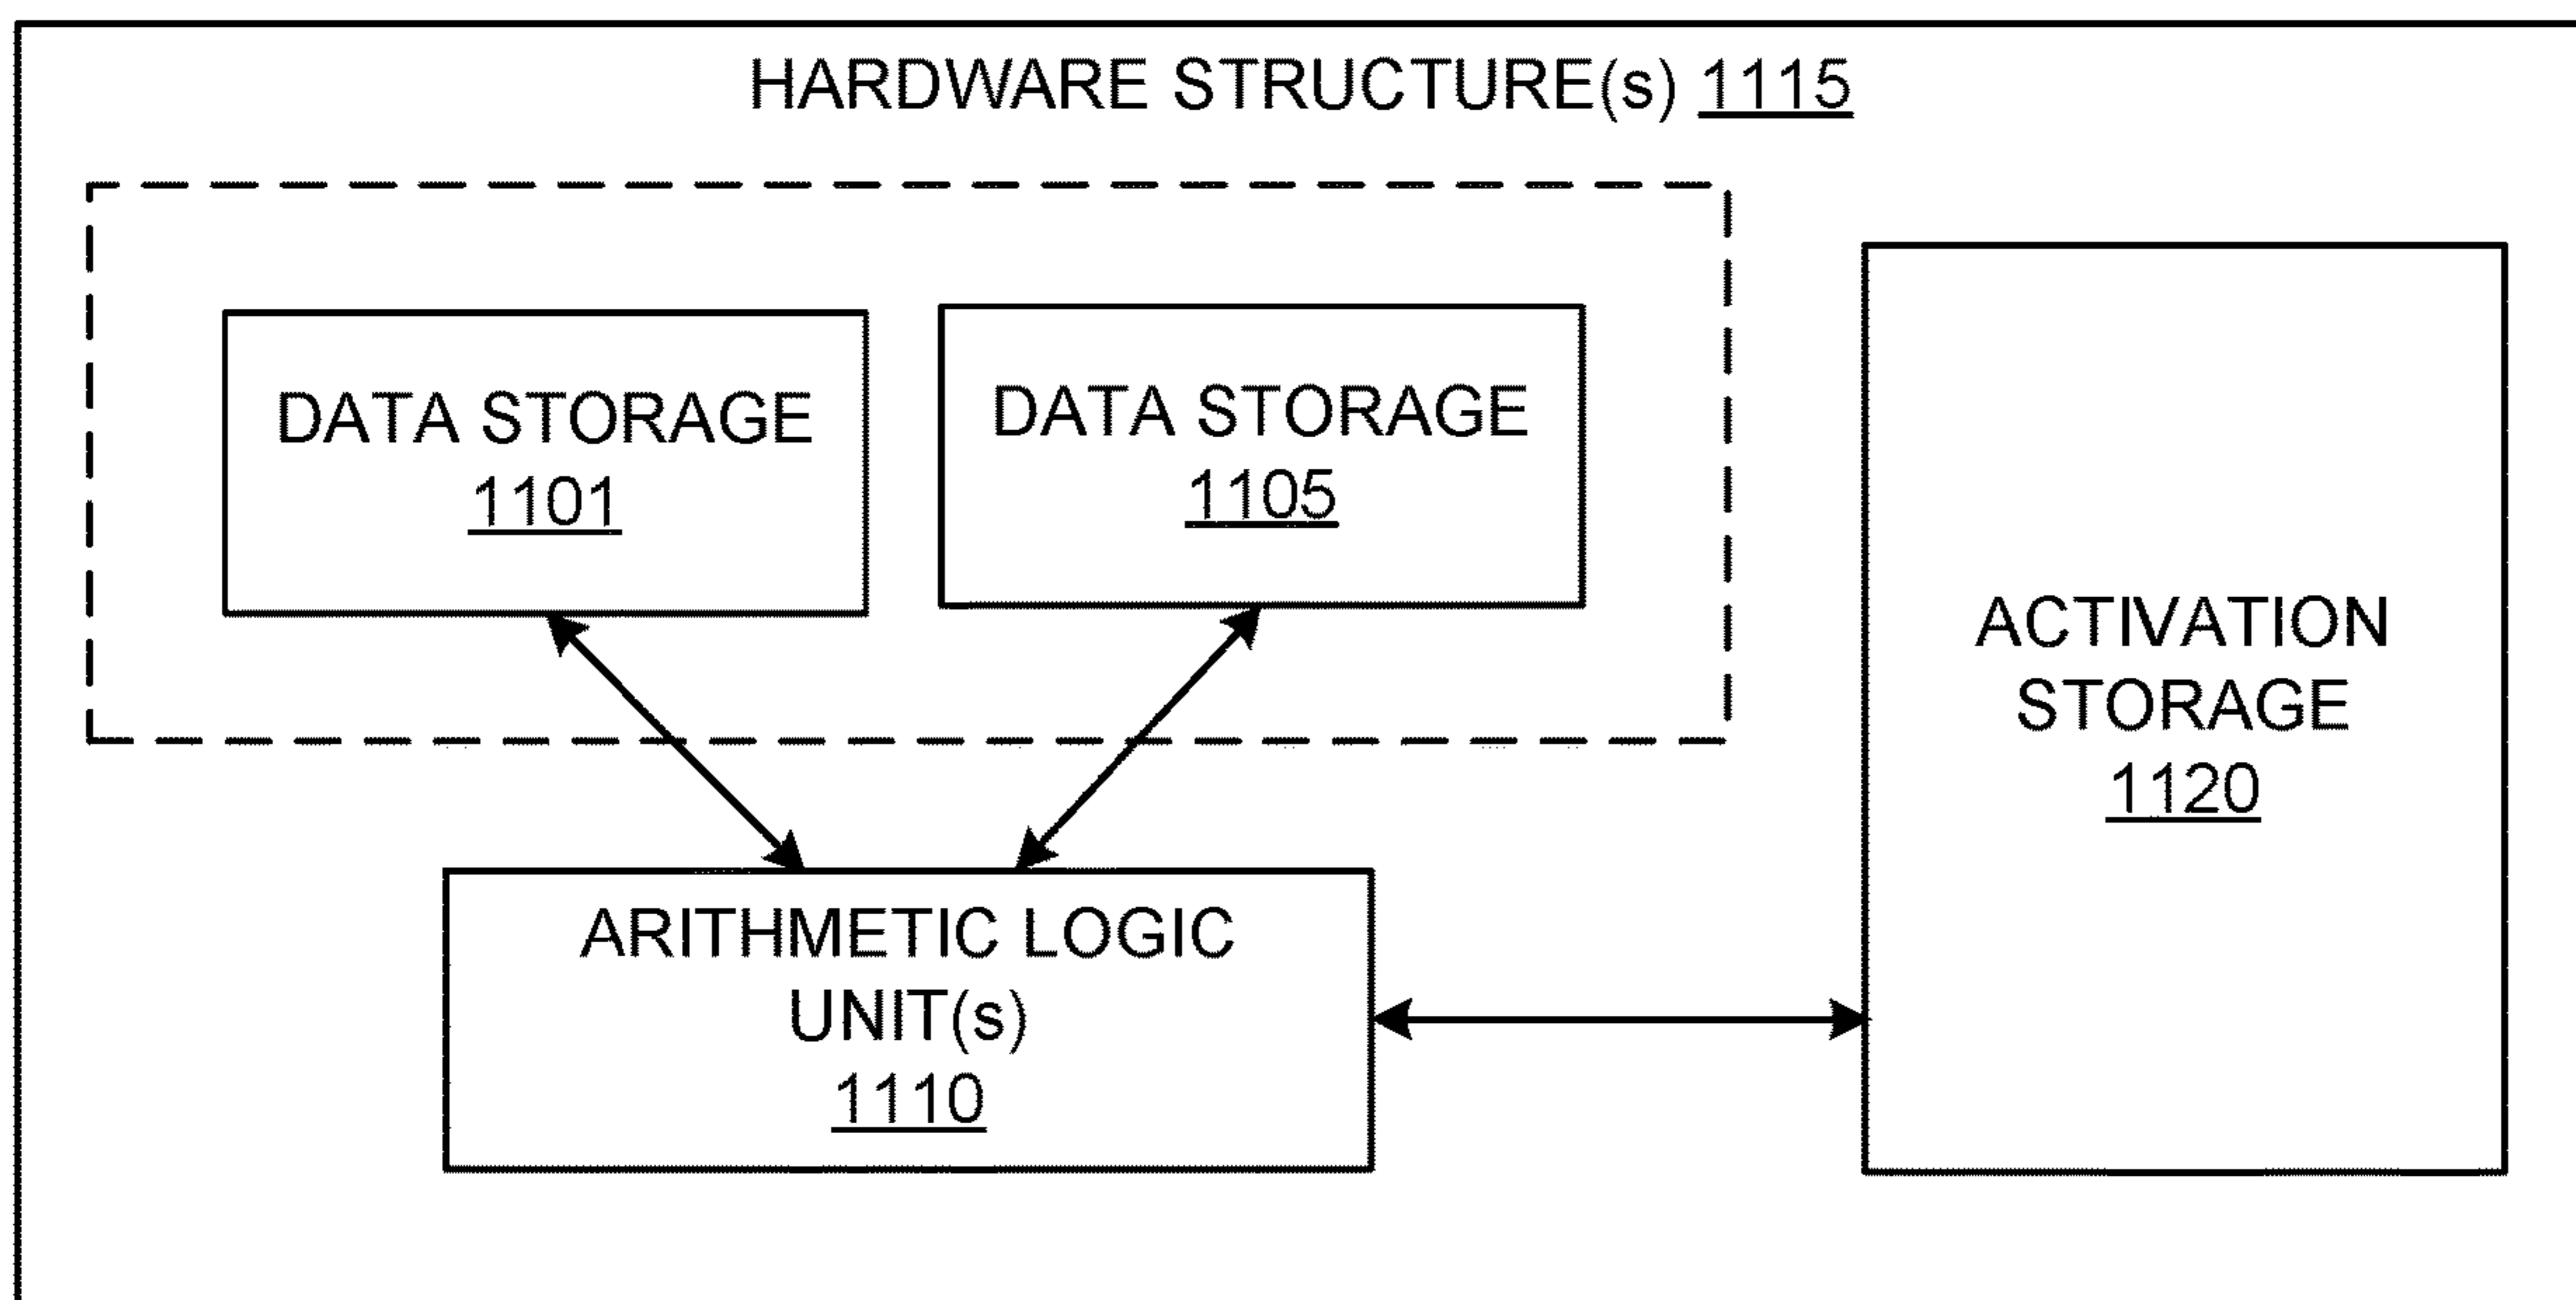 HARDWARE STRUCTURE(s) 1115
DATA STORAGE
1101
DATA STORAGE
1105
ACTIVATION
STORAGE
1120
ARITHMETIC LOGIC
UNIT(s)
1110